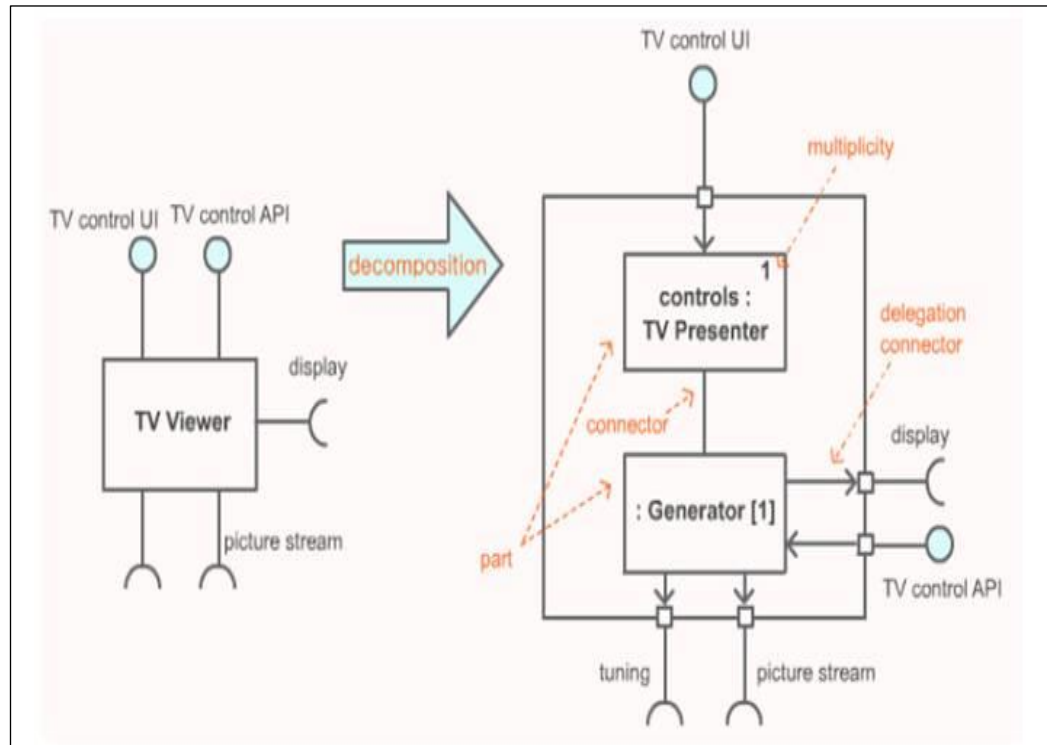 TV control UI
TV control API
decomposition
display
TV Viewer
picture stream
TV control UI
multiplicity
1
controls :
TV Presenter
delegation
connector
connector
display
: Generator [1]
part
TV control API
tuning
picture stream